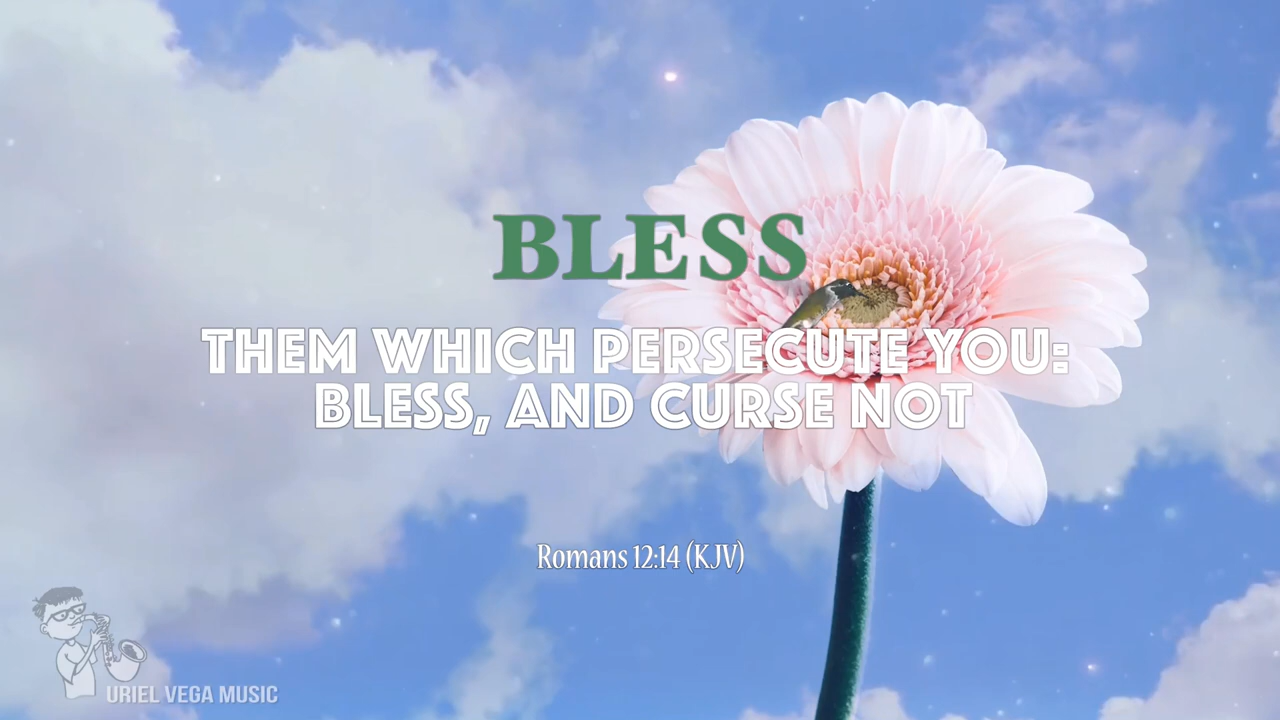 BLESS
THEM WHICH PERSECUTE YOU:
BLESS, AND CURSE NOT
Romans 12:14 (KJV)
URIEL VEGA MUSIC